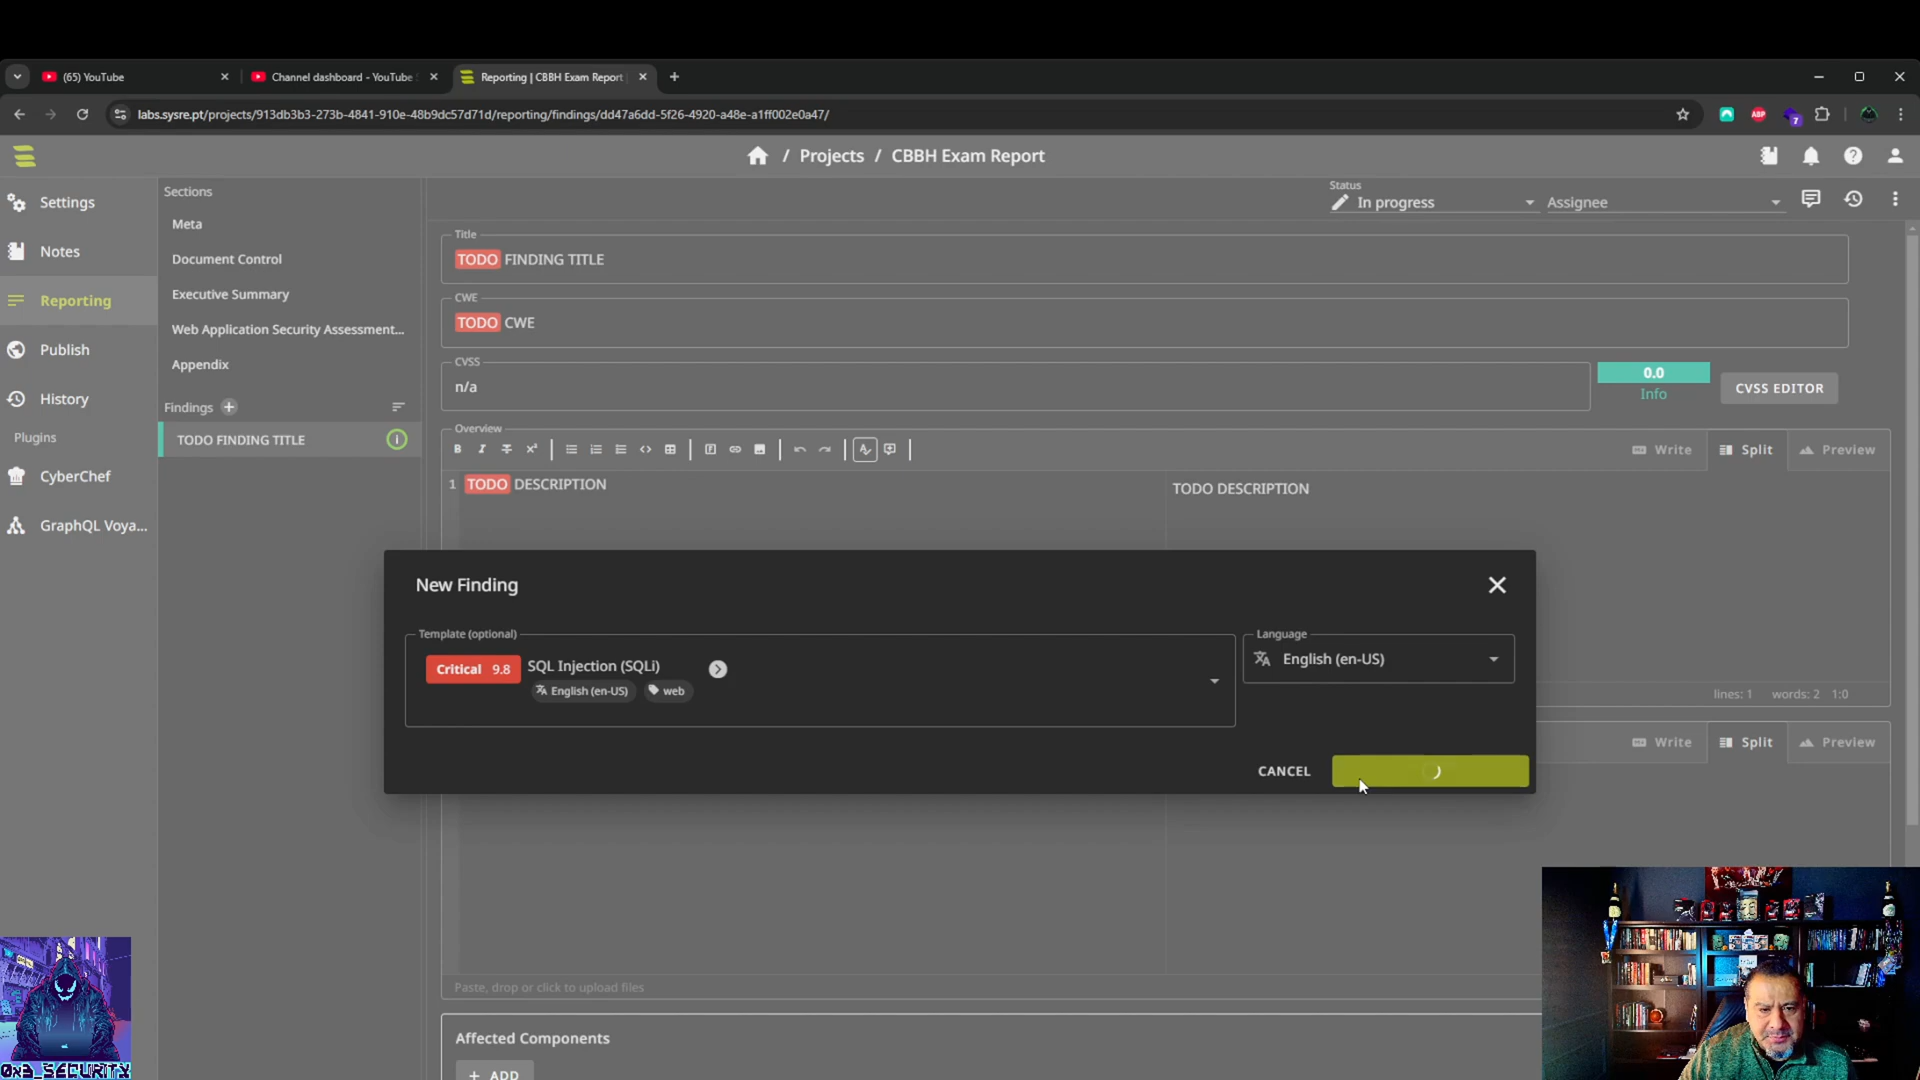 (65) YouTube
Channel dashboard - YouTube
Reporting | CBBH Exam Report
labs.sysre.pt/projects/913db3b3-273b-4841-910e-48b9dc57d71d/reporting/findings/dd47a6dd-5f26-4920-a48e-a1ff002e0a47/
ABP
7
/ Projects / CBBH Exam Report
Settings
Notes
Reporting
Publish
History
Plugins
CyberChef
GraphQL Voya...
Sections
Meta
Document Control
Executive Summary
Web Application Security Assessment...
Appendix
Findings
TODO FINDING TITLE
Status
In progress
Assignee
Title
TODO FINDING TITLE
CWE
TODO CWE
CVSS
n/a
0.0
Info
CVSS EDITOR
Overview
Write
Split
Preview
1 TODO DESCRIPTION
TODO DESCRIPTION
lines: 1 words: 2 1:0
New Finding
Template (optional)
Critical 9.8
SQL Injection (SQLi)
English (en-US)
web
Language
English (en-US)
CANCEL
Write
Split
Preview
Paste, drop or click to upload files
Affected Components
+ ADD
0x3_SECURITY